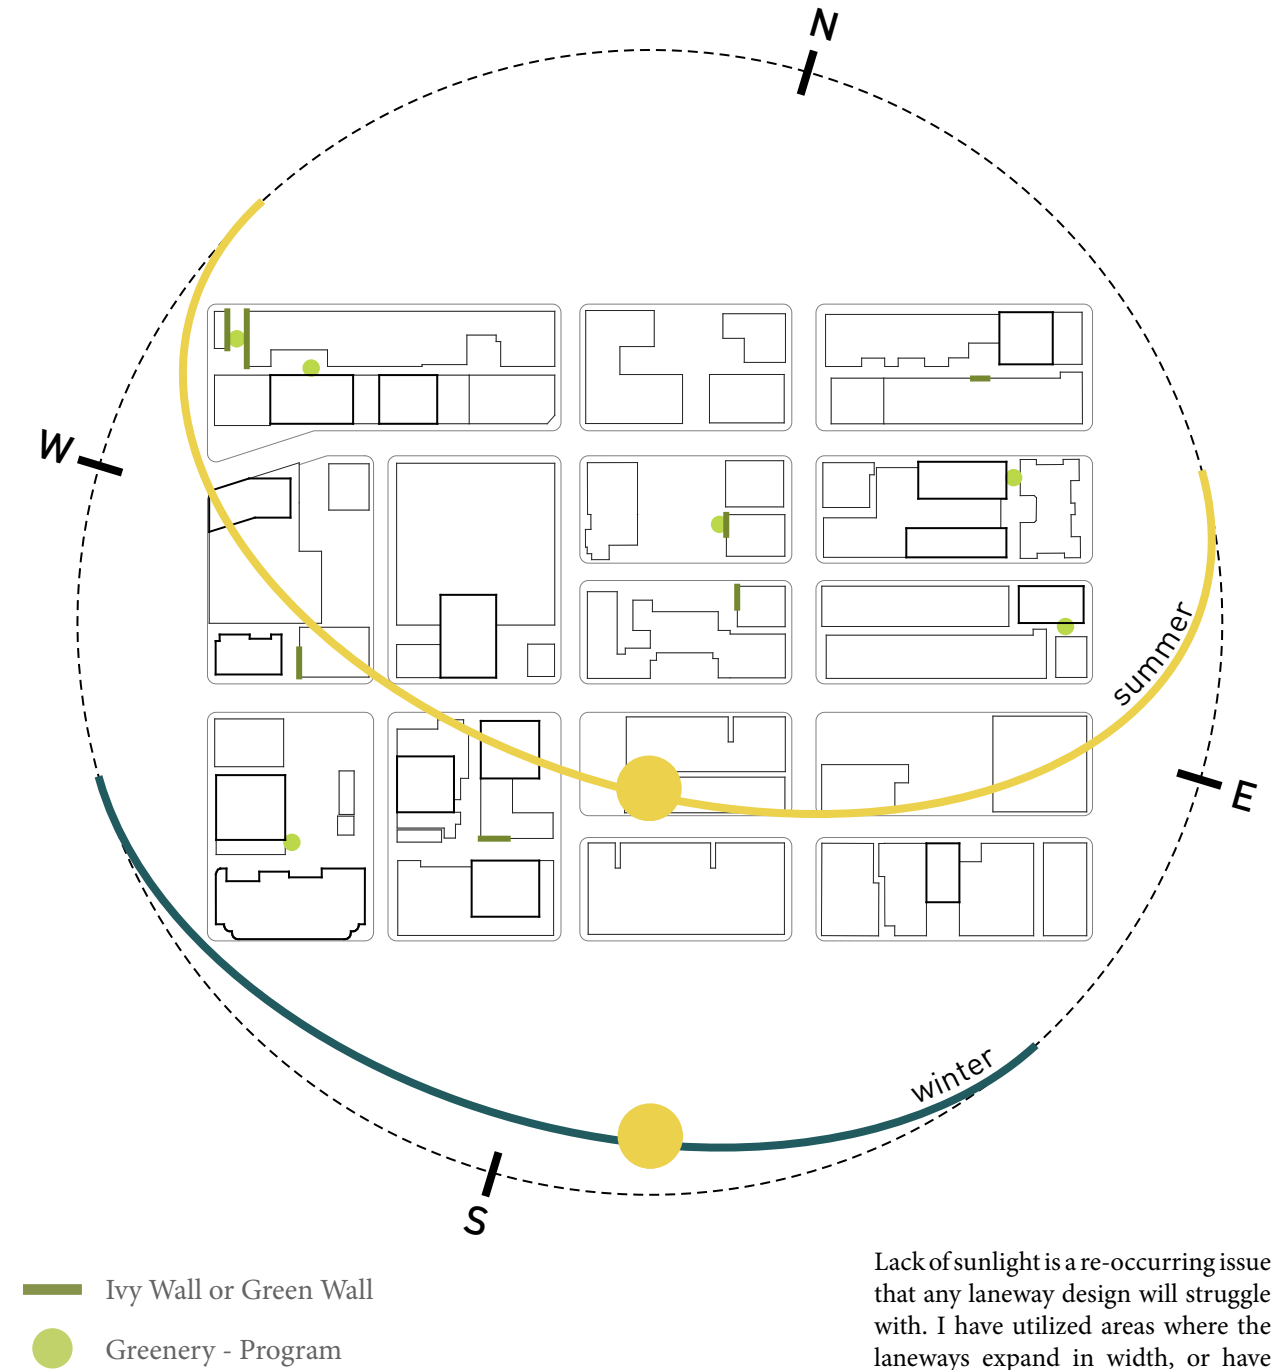 N
W
summer
E
winter
S
Ivy Wall or Green Wall
Greenery - Program
Lack of sunlight is a re-occurring issue
that any laneway design will struggle
with. I have utilized areas where the
laneways expand in width, or have